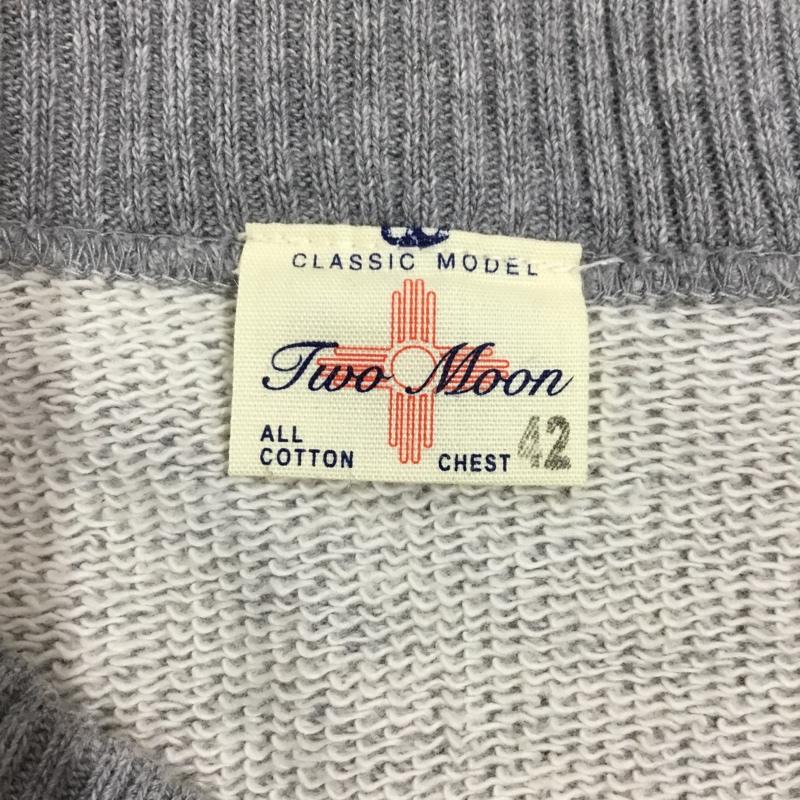 CLASSIC MODEL
Two Moon
ALL
COTTON
CHEST 42